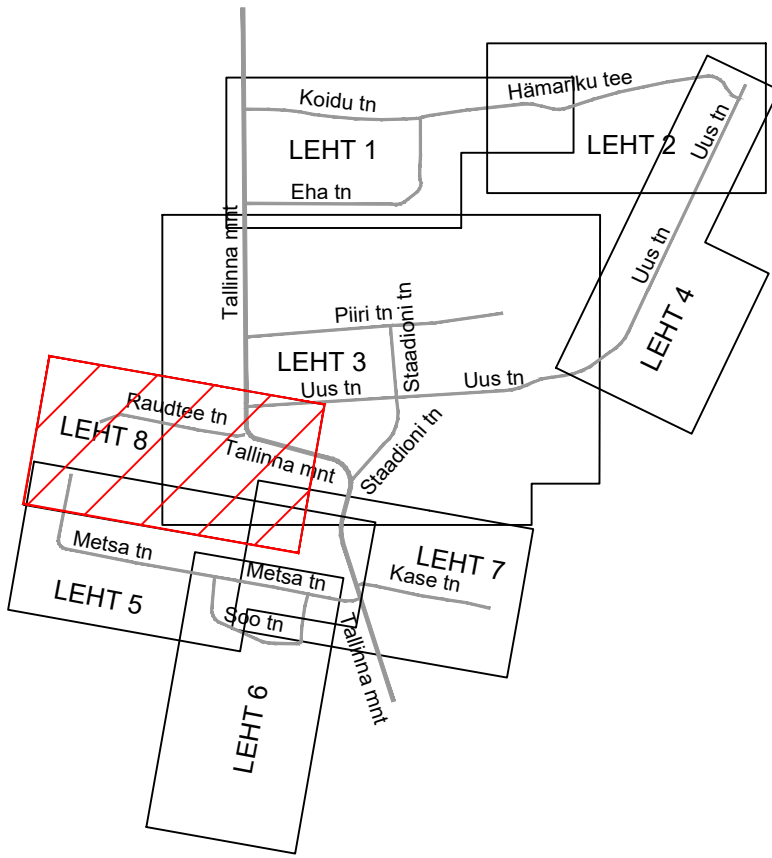 Koidu tn
Hämariku tee
LEHT 1
LEHT 2
Uus tn
Eha tn
Tallinna mnt
Uus tn
Piiri tn
Staadioni tn
LEHT 4
LEHT 3
Uus tn
Uus tn
Raudtee tn
LEHT 8
Tallinna mnt
Staadioni tn
Metsa tn
LEHT 7
Metsa tn
Kase tn
LEHT 5
Soo tn
Tallinna mnt
LEHT 6